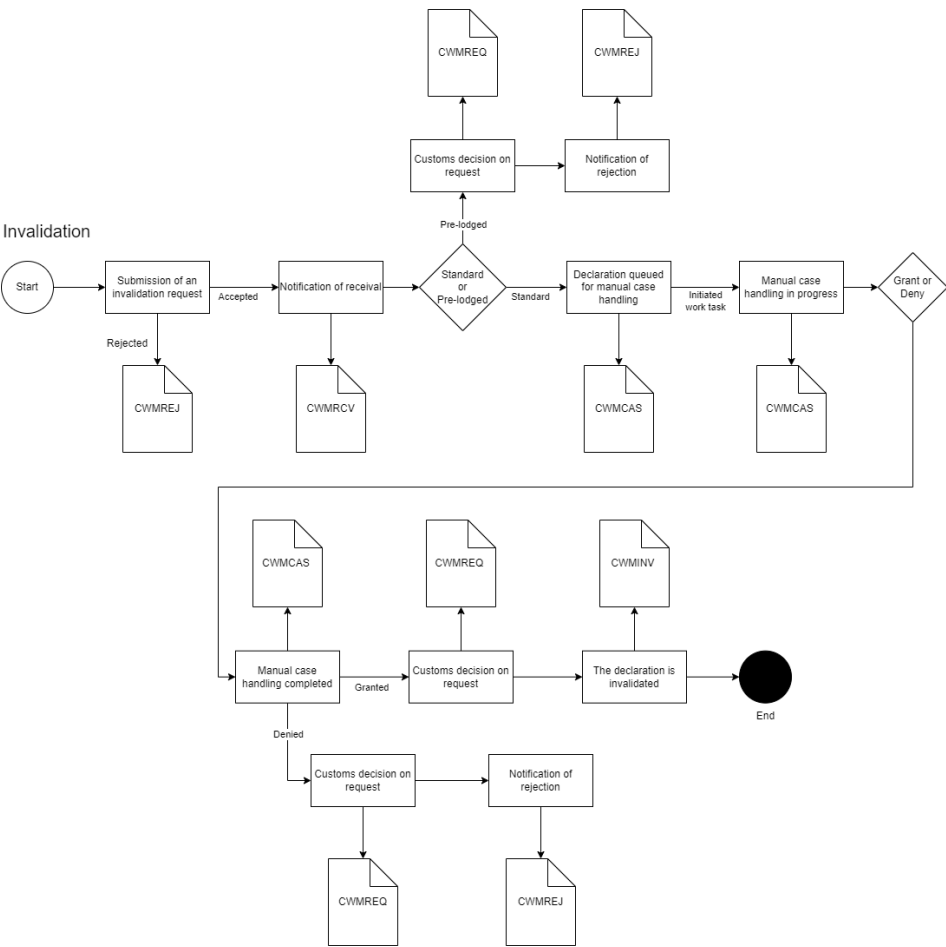 CWMREQ
CWMREJ
Customs decision on
request
Notification of
rejection
Pre-lodged
Invalidation
Start
Submission of an
invalidation request
Accepted
Notification of receival
Standard
or
Pre-lodged
Standard
Declaration queued
for manual case
handling
Initiated
work task
Manual case
handling in progress
Grant or
Deny
Rejected
CWMREJ
CWMRCV
CWMCAS
CWMCAS
CWMCAS
CWMREQ
CWMINV
Manual case
handling completed
Granted
Customs decision on
request
The declaration is
invalidated
End
Denied
Customs decision on
request
Notification of
rejection
CWMREQ
CWMREJ